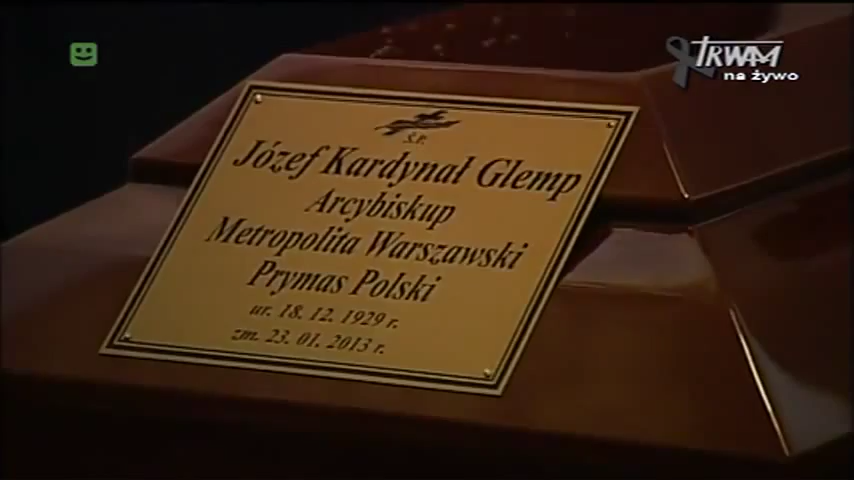 TRWAM
na żywo
Ś.P.
Józef Kardynał Glemp
Arcybiskup
Metropolita Warszawski
Prymas Polski
ur. 18. 12. 1929 r.
zm. 23. 01. 2013 r.